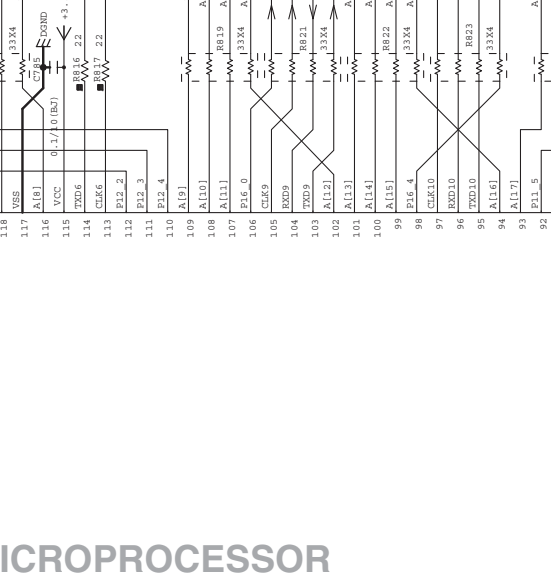 33X4
DGND
+3.
C785
R816 22
R817 22
0.1/10(BJ)
R819
33X4
R821
33X4
R822
33X4
R823
33X4
A
A
A
A
A
A
A
A
VSS
A[8]
VCC
TXD6
CLK6
P12_2
P12_3
P12_4
A[9]
A[10]
A[11]
P16_0
CLK9
RXD9
TXD9
A[12]
A[13]
A[14]
A[15]
P16_4
CLK10
RXD10
TXD10
A[16]
A[17]
P11_5
118
117
116
115
114
113
112
111
110
109
108
107
106
105
104
103
102
101
100
99
98
97
96
95
94
93
92
ICROPROCESSOR